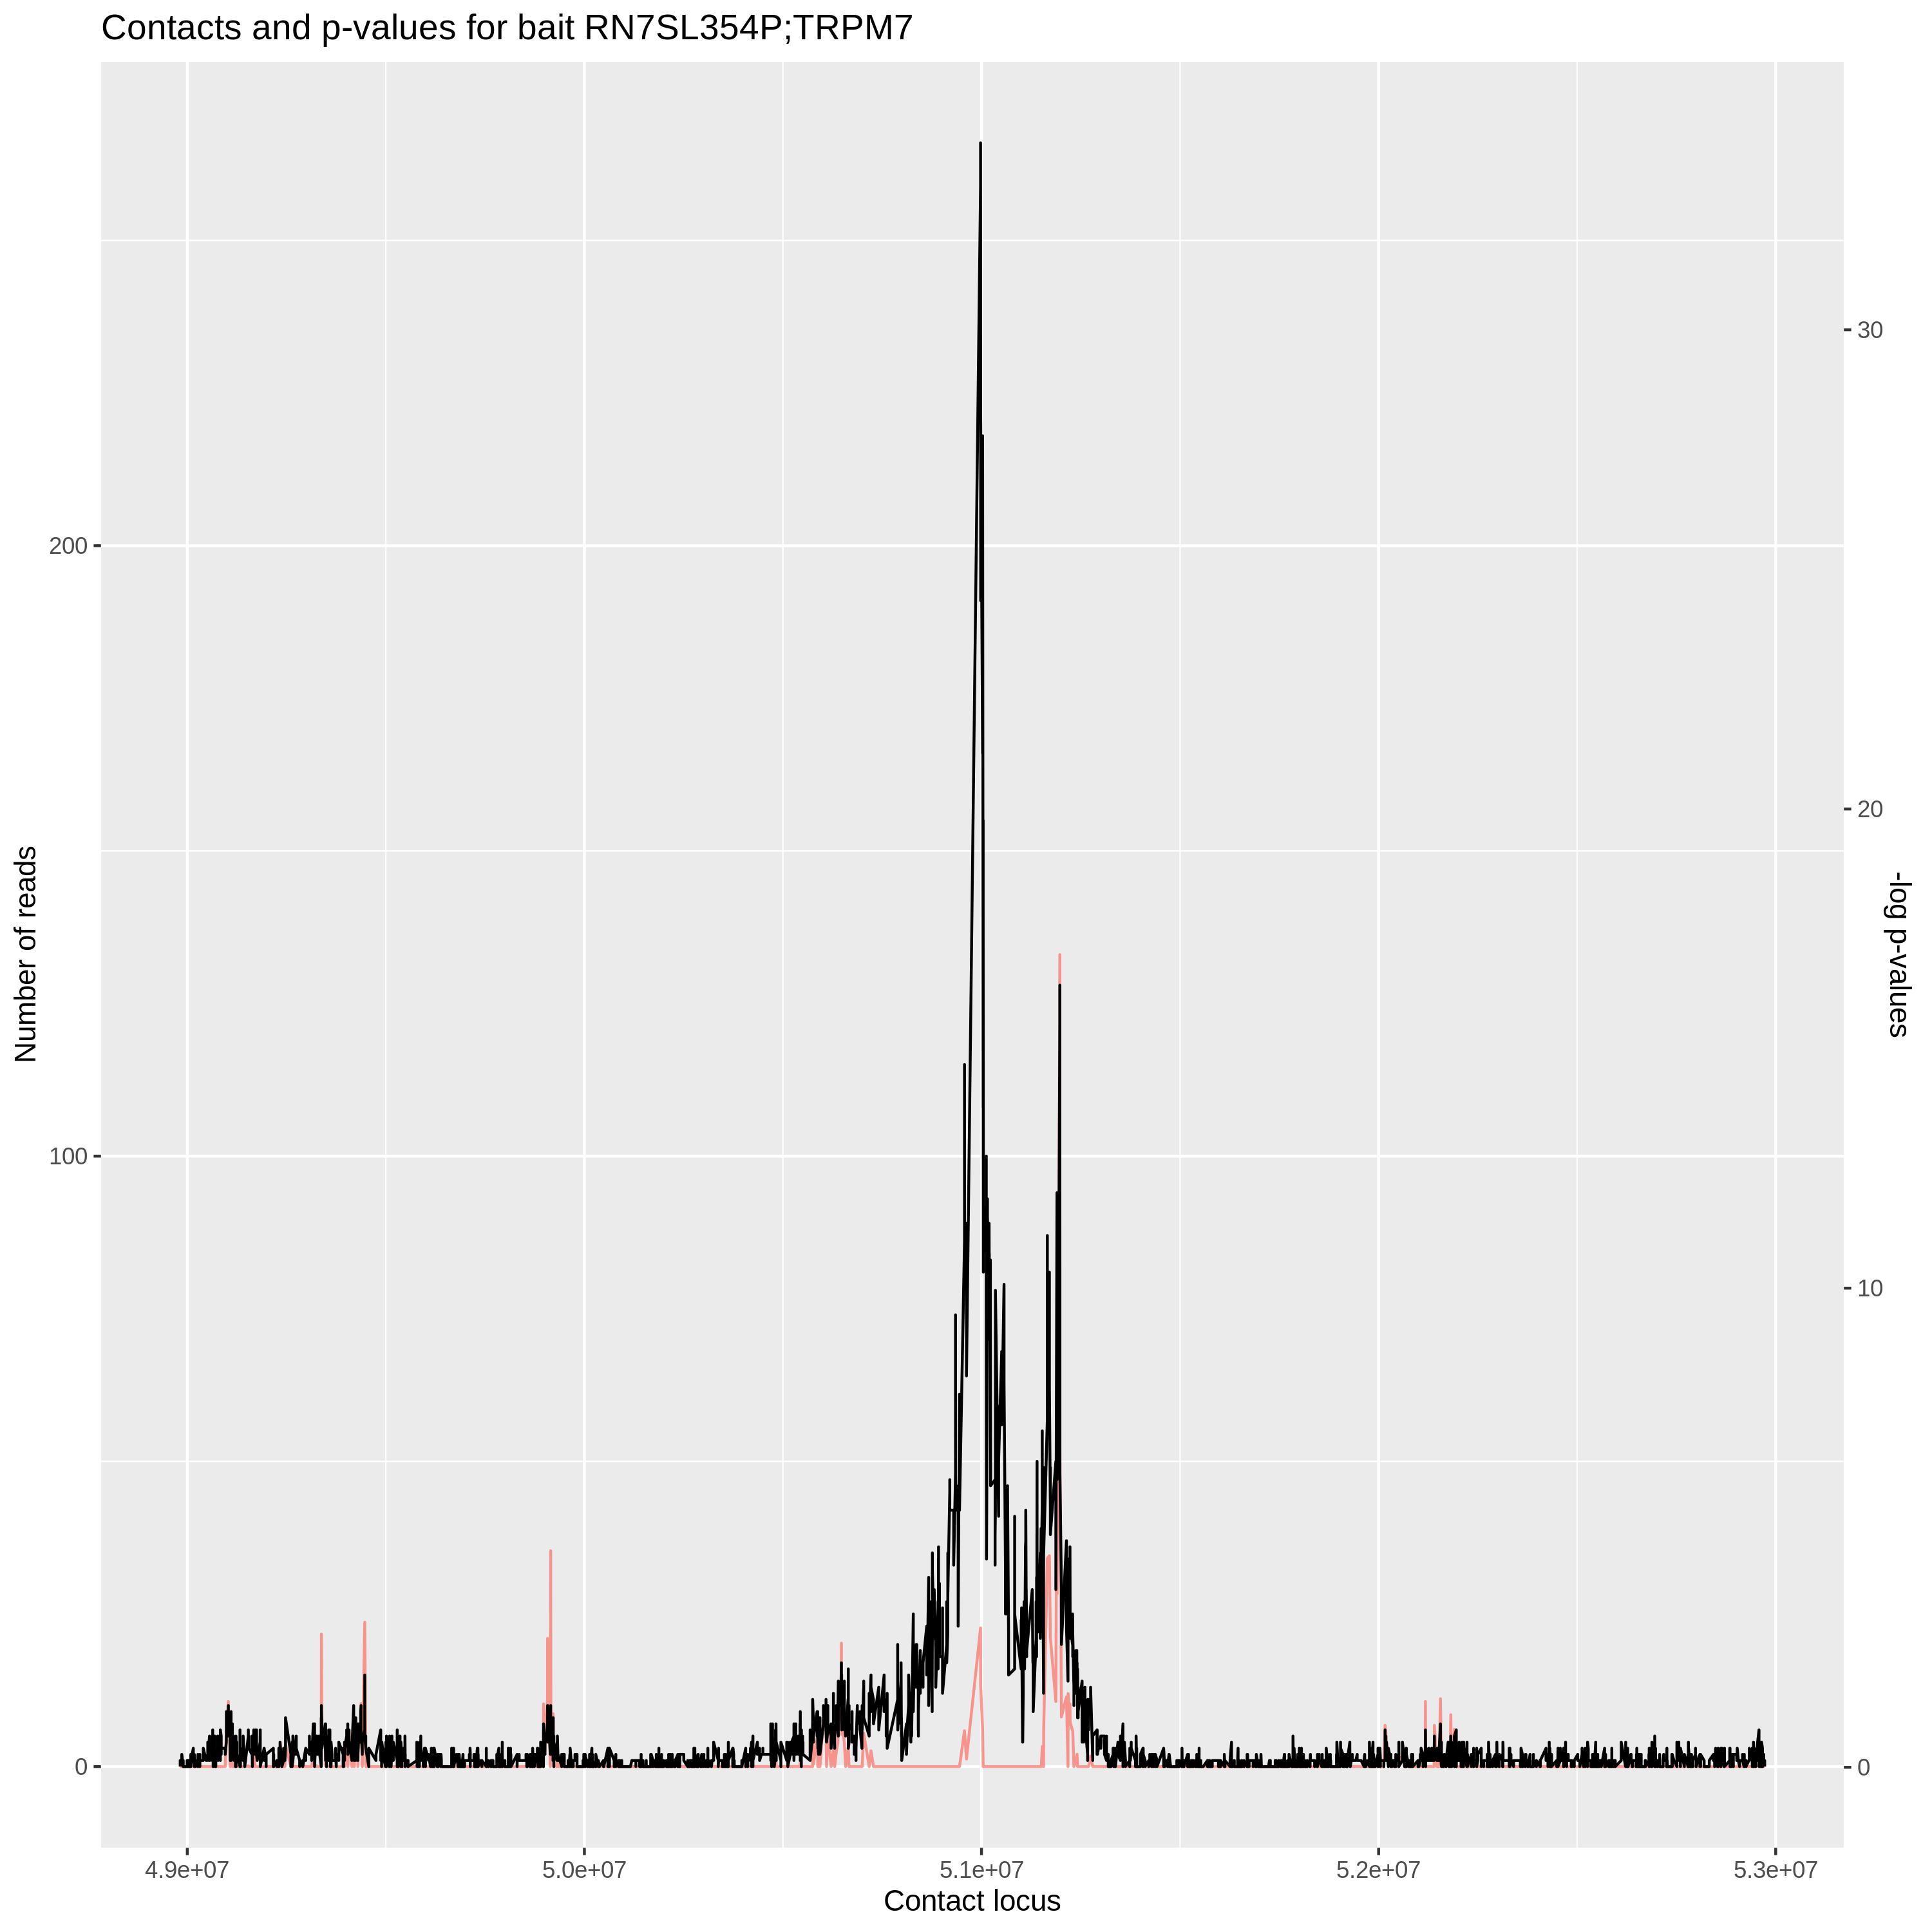 Contacts and p-values for bait RN7SL354P;TRPM7
Number of reads
200
100
0
30
20
10
0
-log p-values
4.9e+07 5.0e+07 5.1e+07 5.2e+07 5.3e+07
Contact locus